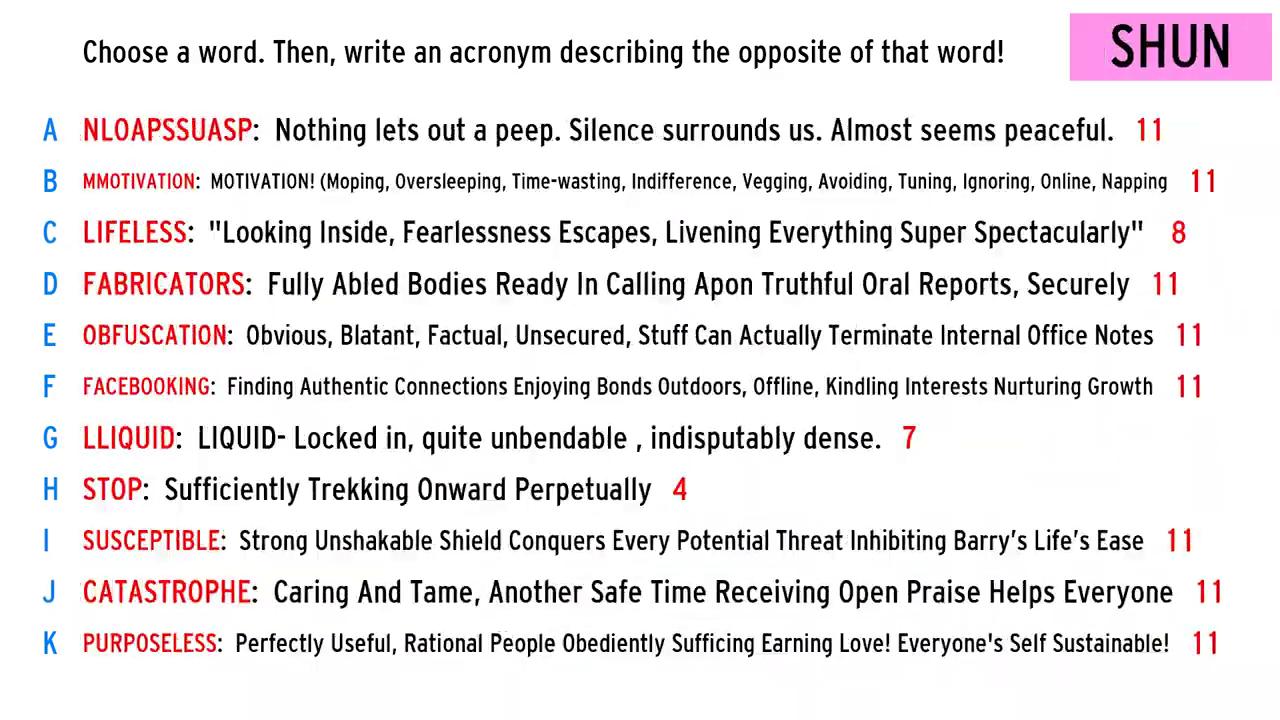 Choose a word. Then, write an acronym describing the opposite of that word!
SHUN
A NLOAPSSUASP: Nothing lets out a peep. Silence surrounds us. Almost seems peaceful. 11
B MMOTIVATION: MOTIVATION! (Moping, Oversleeping, Time-wasting, Indifference, Vegging, Avoiding, Tuning, Ignoring, Online, Napping 11
C LIFELESS: "Looking Inside, Fearlessness Escapes, Livening Everything Super Spectacularly" 8
D FABRICATORS: Fully Abled Bodies Ready In Calling Apon Truthful Oral Reports, Securely 11
E OBFUSCATION: Obvious, Blatant, Factual, Unsecured, Stuff Can Actually Terminate Internal Office Notes 11
F FACEBOOKING: Finding Authentic Connections Enjoying Bonds Outdoors, Offline, Kindling Interests Nurturing Growth 11
G LLIQUID: LIQUID- Locked in, quite unbendable , indisputably dense. 7
H STOP: Sufficiently Trekking Onward Perpetually 4
I SUSCEPTIBLE: Strong Unshakable Shield Conquers Every Potential Threat Inhibiting Barry’s Life’s Ease 11
J CATASTROPHE: Caring And Tame, Another Safe Time Receiving Open Praise Helps Everyone 11
K PURPOSELESS: Perfectly Useful, Rational People Obediently Sufficing Earning Love! Everyone's Self Sustainable! 11